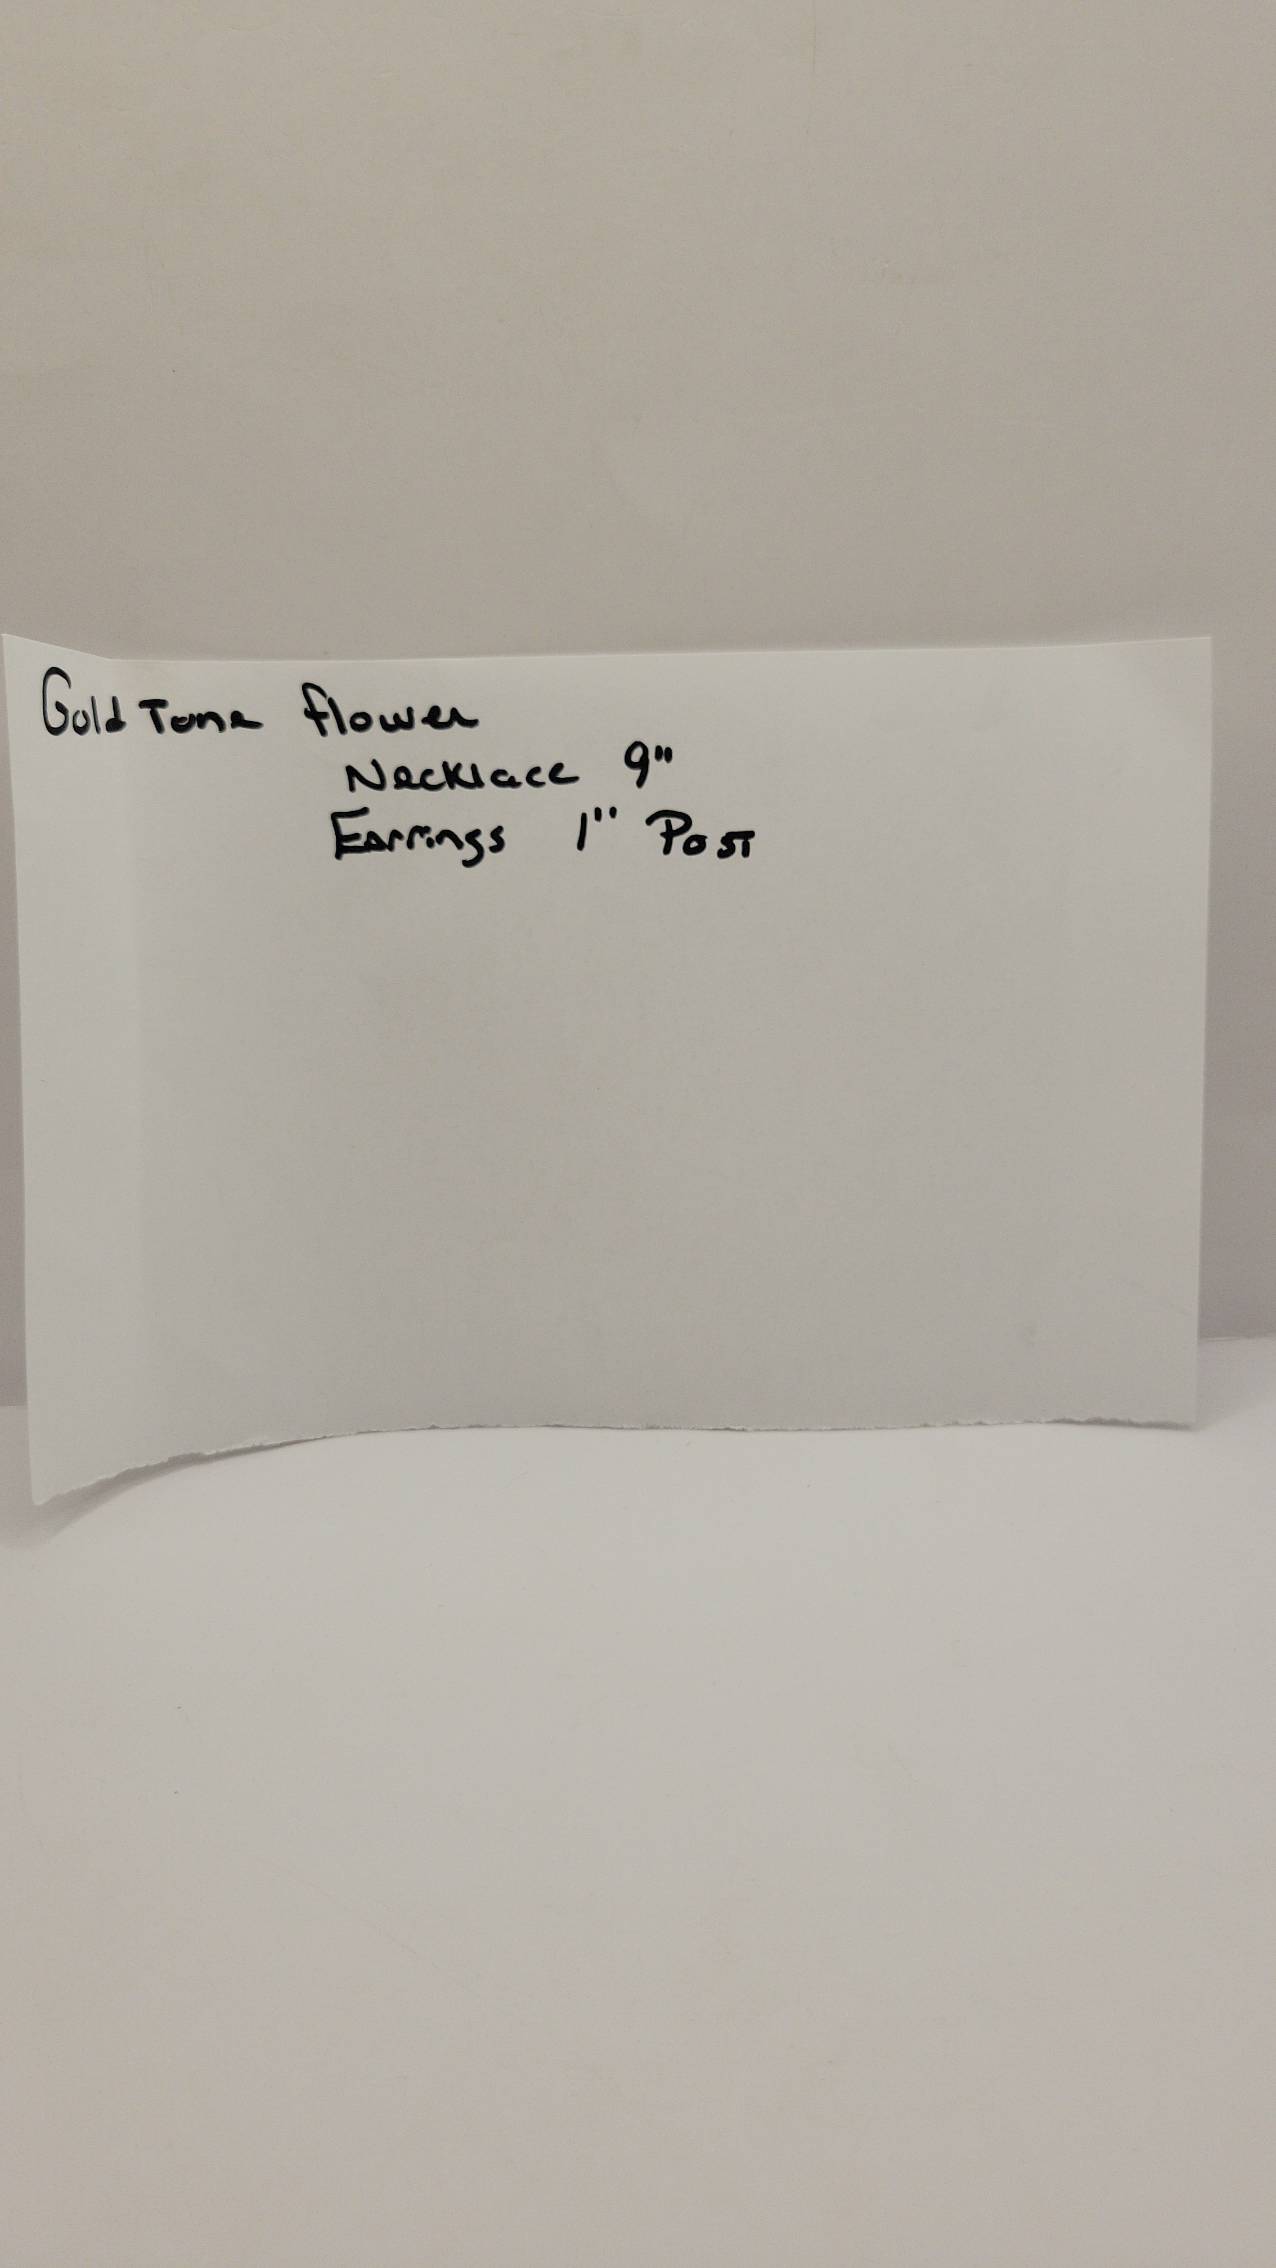 Gold Tone flower
Necklace 9"
Earrings 1" Post